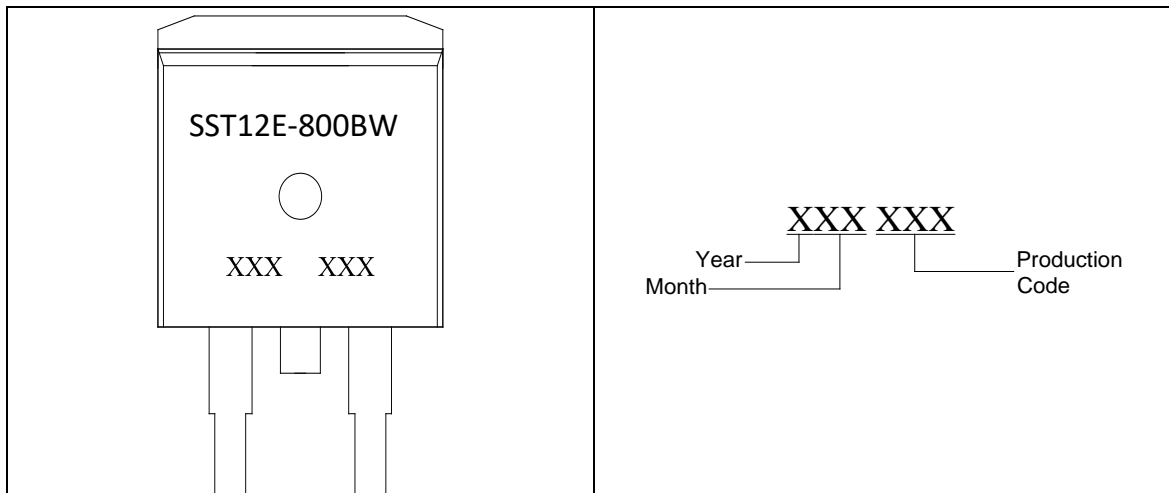 SST12E-800BW
XXX XXX
XXX XXX
Year
Month
Production
Code